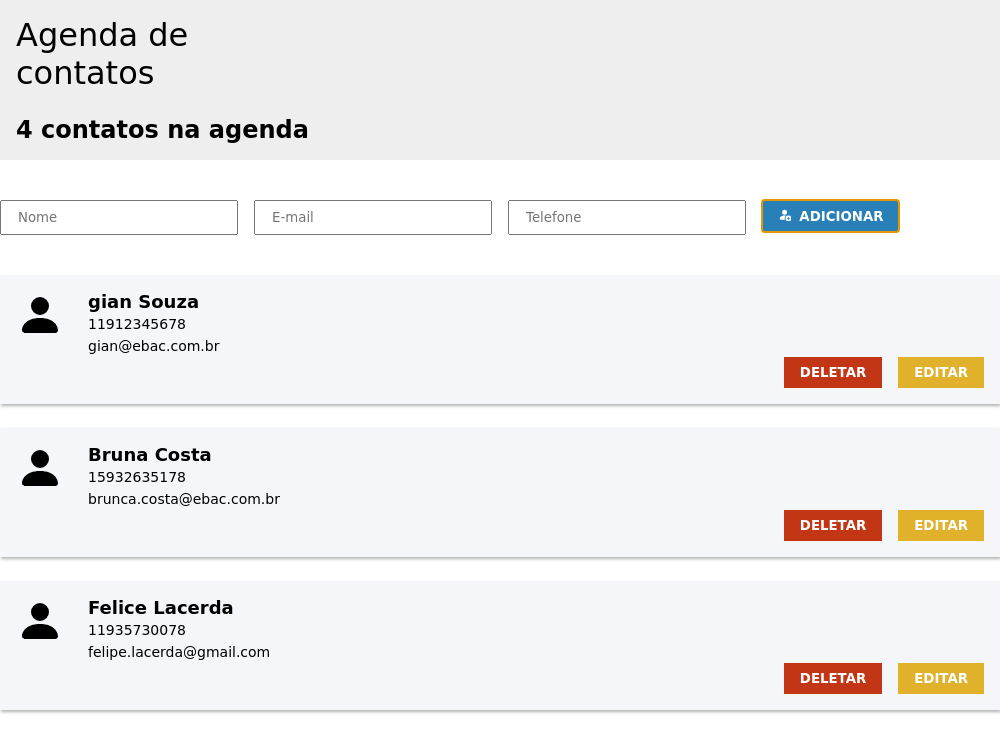 Agenda de
contatos
4 contatos na agenda
Nome
E-mail
Telefone
ADICIONAR
gian Souza
11912345678
gian@ebac.com.br
DELETAR
EDITAR
Bruna Costa
15932635178
brunca.costa@ebac.com.br
DELETAR
EDITAR
Felice Lacerda
11935730078
felipe.lacerda@gmail.com
DELETAR
EDITAR